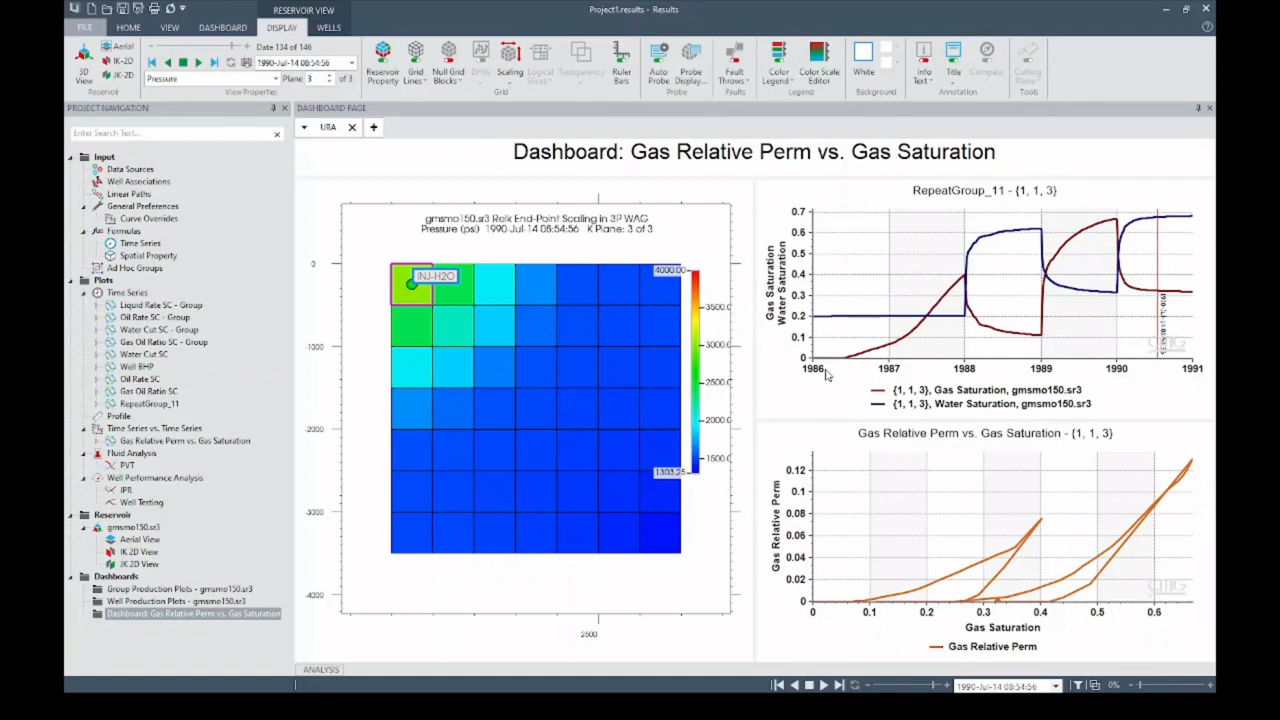 RESERVOIR VIEW
Project1.results - Results
FILE
HOME
VIEW
DASHBOARD
DISPLAY
WELLS
3D
View
Aerial
IK-2D
JK-2D
Reservoir
Date 134 of 146
1990-Jul-14 08:54:56
Pressure
Plane 3 of 3
View Properties
Reservoir
Property
Grid
Lines
Null Grid
Blocks
DFNs
Scaling
Logical
Slices
Transparency
Ruler
Bars
Grid
Auto
Probe
Probe
Display...
Probe
Fault
Throws
Faults
Color
Legend
Color Scale
Editor
Legend
White
Background
Info
Text
Title
Compass
Annotation
Cutting
Plane
Tools
PROJECT NAVIGATION
Enter Search Text...
Input
Data Sources
Well Associations
Linear Paths
General Preferences
Curve Overrides
Formulas
Time Series
Spatial Property
Ad Hoc Groups
Plots
Time Series
Liquid Rate SC - Group
Oil Rate SC - Group
Water Cut SC - Group
Gas Oil Ratio SC - Group
Water Cut SC
Well BHP
Oil Rate SC
Gas Oil Ratio SC
RepeatGroup_11
Profile
Time Series vs. Time Series
Gas Relative Perm vs. Gas Saturation
Fluid Analysis
PVT
Well Performance Analysis
IPR
Well Testing
Reservoir
gmsmo150.sr3
Aerial View
IK 2D View
JK 2D View
Dashboards
Group Production Plots - gmsmo150.sr3
Well Production Plots - gmsmo150.sr3
Dashboard: Gas Relative Perm vs. Gas Saturation
DASHBOARD PAGE
UBA
Dashboard: Gas Relative Perm vs. Gas Saturation
gmsmo150.sr3 Relk End-Point Scaling in 3P WAG
Pressure (psi) 1990-Jul-14 08:54:56 K Plane: 3 of 3
INJ-H2O
0
-1000
-2000
-3000
-4000
2500
4000.00
3500.0
3000.0
2500.0
2000.0
1500.0
1303.25
RepeatGroup_11 - {1, 1, 3}
Gas Saturation
Water Saturation
0.7
0.6
0.5
0.4
0.3
0.2
0.1
0
1986 1987 1988 1989 1990 1991
{1, 1, 3}, Gas Saturation, gmsmo150.sr3
{1, 1, 3}, Water Saturation, gmsmo150.sr3
Gas Relative Perm vs. Gas Saturation - {1, 1, 3}
Gas Relative Perm
0.12
0.1
0.08
0.06
0.04
0.02
0
0 0.1 0.2 0.3 0.4 0.5 0.6
Gas Saturation
Gas Relative Perm
ANALYSIS
1990-Jul-14 08:54:56
0%